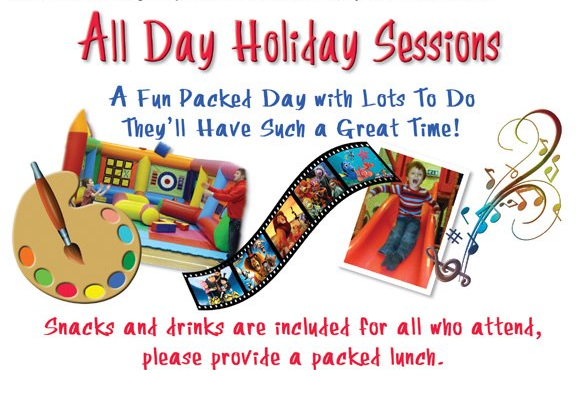 All Day Holiday Sessions
A Fun Packed Day with Lots To Do
They'll Have Such a Great Time!
Snacks and drinks are included for all who attend,
please provide a packed lunch.